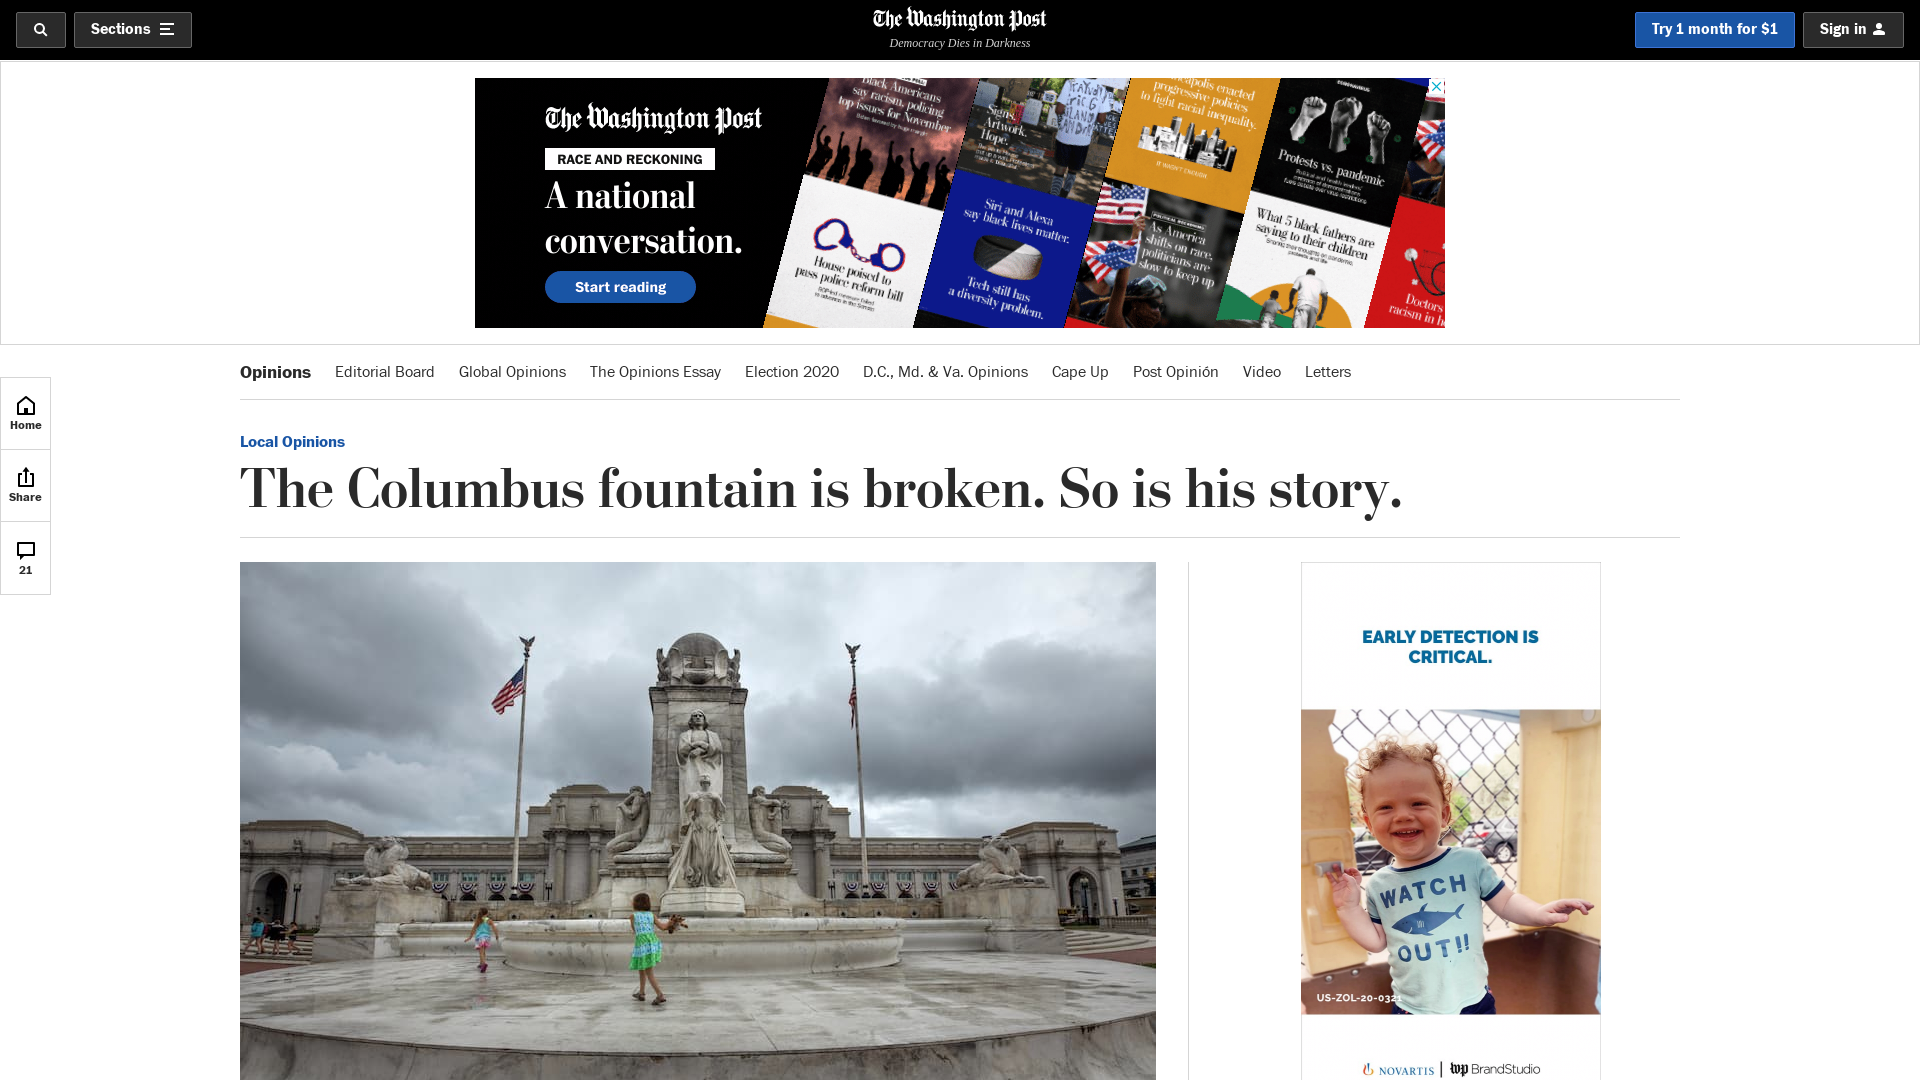 Sections
The Washington Post
Democracy Dies in Darkness
Try 1 month for $1
Sign in
The Washington Post
RACE AND RECKONING
A national
conversation.
Start reading
Black Americans
say racism, policing
top issues for November
Signs.
Artwork.
Hope.
progressive policies
to fight racial inequality.
IT WASN'T ENOUGH.
CORONAVIRUS
Protests vs. pandemic
House poised to
pass police reform bill
Siri and Alexa
say black lives matter.
Tech still has
a diversity problem.
As America
shifts on race,
politicians are
slow to keep up
What 5 black fathers are
saying to their children
Doctors
racism in
Opinions
Editorial Board
Global Opinions
The Opinions Essay
Election 2020
D.C., Md. & Va. Opinions
Cape Up
Post Opinión
Video
Letters
Home
Share
21
Local Opinions
The Columbus fountain is broken. So is his story.
EARLY DETECTION IS
CRITICAL.
WATCH
OUT!!
US-ZOL-20-0321
NOVARTIS | wp BrandStudio